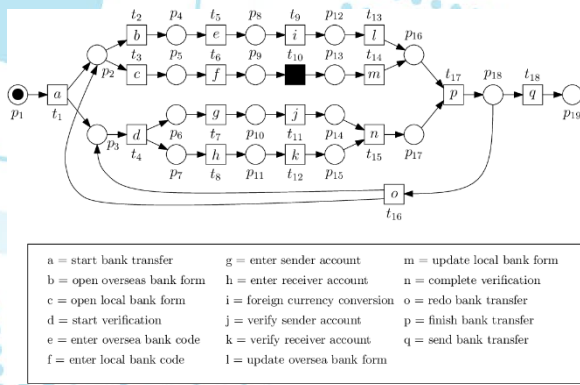 t2 p4 t5 p8 t9 p12 t13
b e i l p16
t3 p5 t6 p9 t10 p13 t14
p2 c f m t17 p18 t18
a p q
p1 t1 g j p19
p3 d p6 t7 p10 t11 p14 n
t4 h k t15 p17
p7 t8 p11 t12 p15
o
t16
a = start bank transfer
b = open overseas bank form
c = open local bank form
d = start verification
e = enter oversea bank code
f = enter local bank code
g = enter sender account
h = enter receiver account
i = foreign currency conversion
j = verify sender account
k = verify receiver account
l = update oversea bank form
m = update local bank form
n = complete verification
o = redo bank transfer
p = finish bank transfer
q = send bank transfer